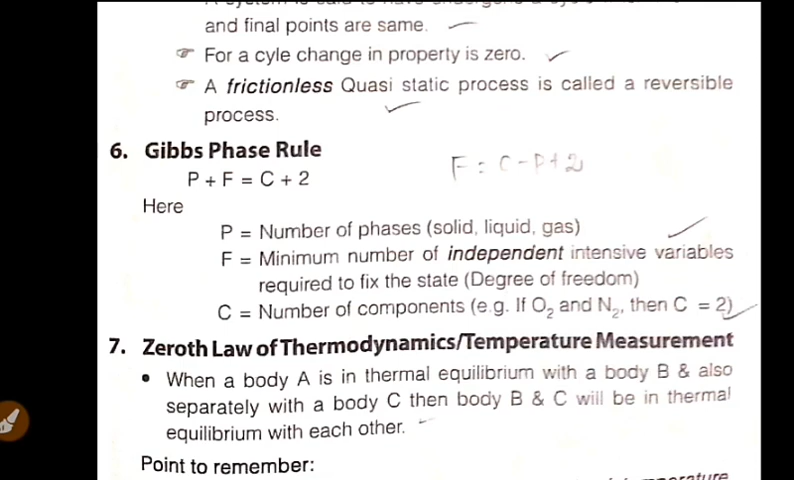 and final points are same.
For a cyle change in property is zero.
A frictionless Quasi static process is called a reversible
process.
6. Gibbs Phase Rule
P + F = C + 2
F = C - P + 2
Here
P = Number of phases (solid, liquid, gas)
F = Minimum number of independent intensive variables
required to fix the state (Degree of freedom)
C = Number of components (e.g. If O₂ and N₂, then C = 2)
7. Zeroth Law of Thermodynamics/Temperature Measurement
• When a body A is in thermal equilibrium with a body B & also
separately with a body C then body B & C will be in thermal
equilibrium with each other.
Point to remember: